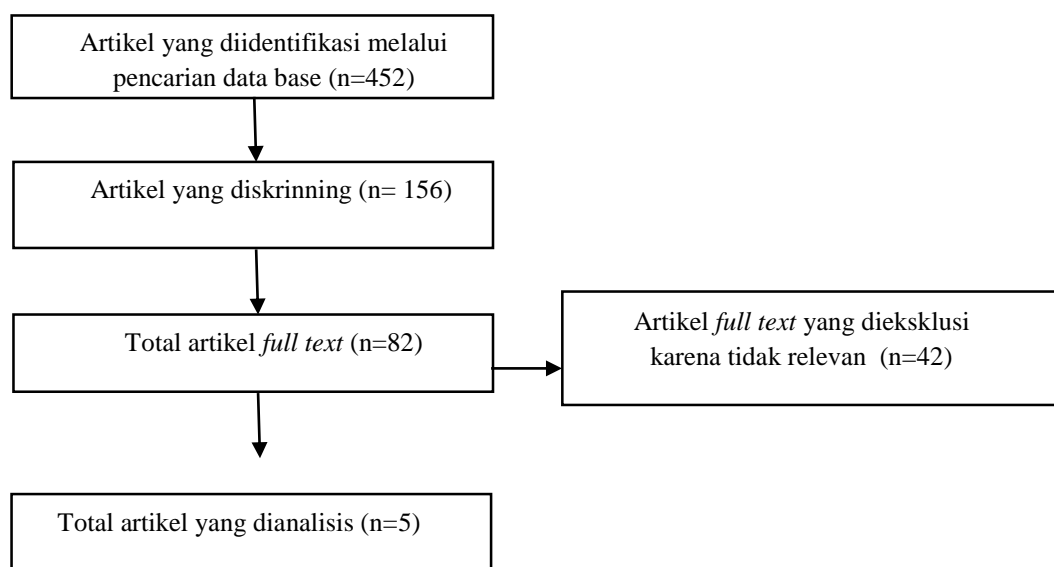 Artikel yang diidentifikasi melalui
pencarian data base (n=452)
Artikel yang diskrinning (n= 156)
Total artikel full text (n=82)
Artikel full text yang dieksklusi
karena tidak relevan (n=42)
Total artikel yang dianalisis (n=5)